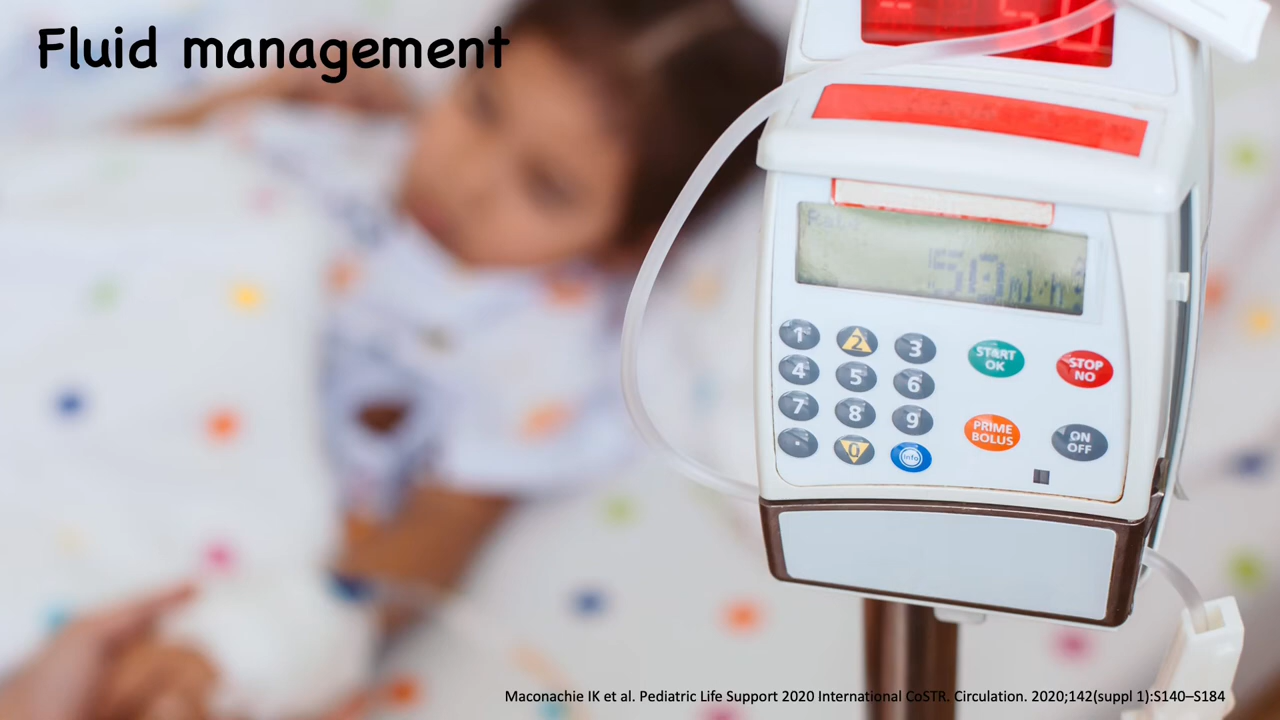 Fluid management
50 ml/h
1
2
3
START
OK
STOP
NO
4
5
6
7
8
9
PRIME
BOLUS
ON
OFF
.
0
Info
Maconachie IK et al. Pediatric Life Support 2020 International CoSTR. Circulation. 2020;142(suppl 1):S140–S184